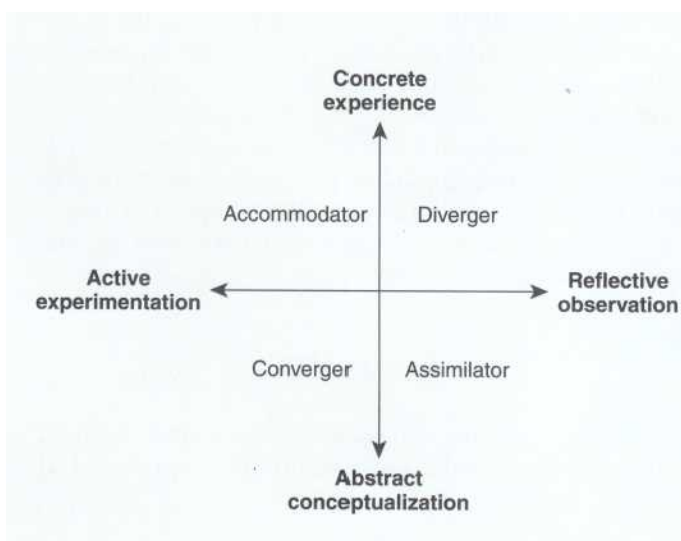 Concrete
experience
Accommodator
Diverger
Active
experimentation
Reflective
observation
Converger
Assimilator
Abstract
conceptualization